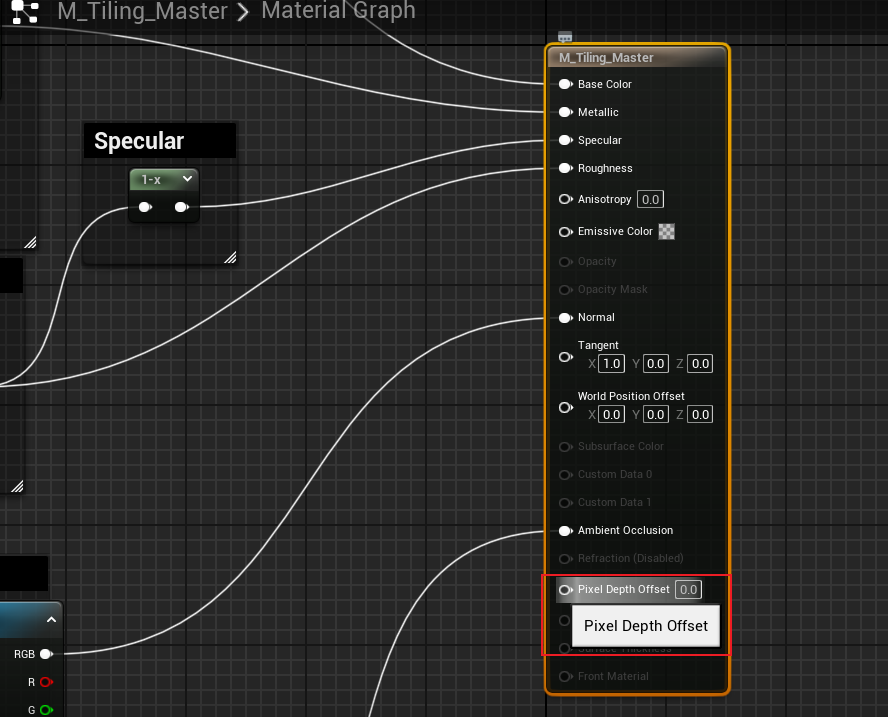 M_Tiling_Master > Material Graph
M_Tiling_Master
Base Color
Metallic
Specular
Specular
Roughness
1-x
Anisotropy 0.0
Emissive Color
Opacity
Opacity Mask
Normal
Tangent
X 1.0 Y 0.0 Z 0.0
World Position Offset
X 0.0 Y 0.0 Z 0.0
Subsurface Color
Custom Data 0
Custom Data 1
Ambient Occlusion
Refraction (Disabled)
Pixel Depth Offset 0.0
Pixel Depth Offset
Surface Thickness
Front Material
RGB
R
G